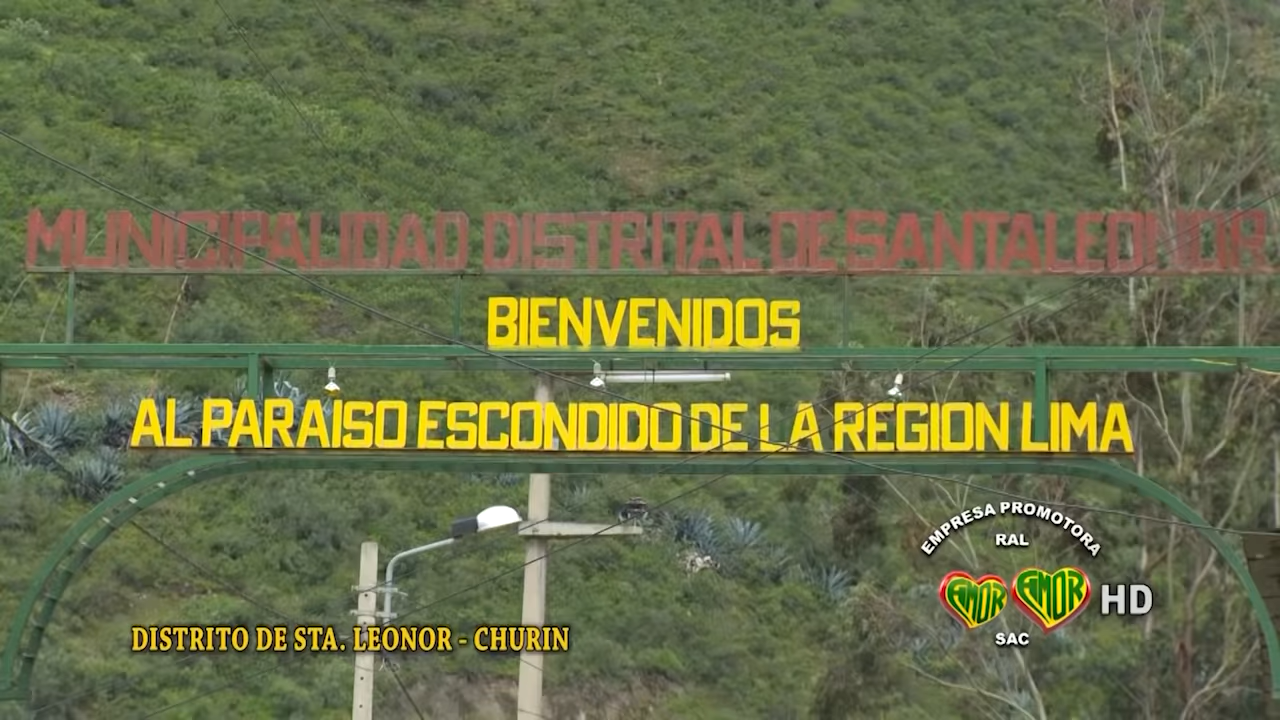 MUNICIPALIDAD DISTRITAL DE SANTA LEONOR
BIENVENIDOS
AL PARAISO ESCONDIDO DE LA REGION LIMA
EMPRESA PROMOTORA
RAL
AMOR AMOR HD
SAC
DISTRITO DE STA. LEONOR - CHURIN